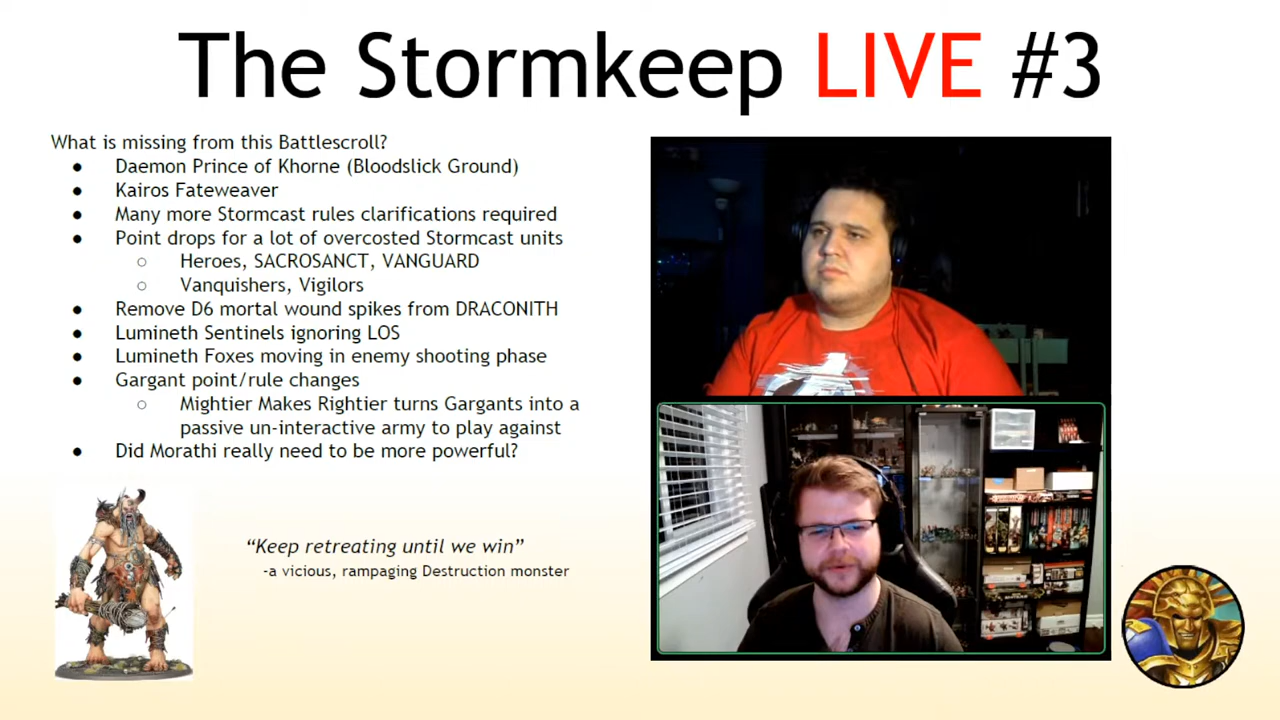 The Stormkeep LIVE #3
What is missing from this Battlescroll?
● Daemon Prince of Khorne (Bloodslick Ground)
● Kairos Fateweaver
● Many more Stormcast rules clarifications required
● Point drops for a lot of overcosted Stormcast units
○ Heroes, SACROSANCT, VANGUARD
○ Vanquishers, Vigilors
● Remove D6 mortal wound spikes from DRACONITH
● Lumineth Sentinels ignoring LOS
● Lumineth Foxes moving in enemy shooting phase
● Gargant point/rule changes
○ Mightier Makes Rightier turns Gargants into a
passive un-interactive army to play against
● Did Morathi really need to be more powerful?
“Keep retreating until we win”
-a vicious, rampaging Destruction monster